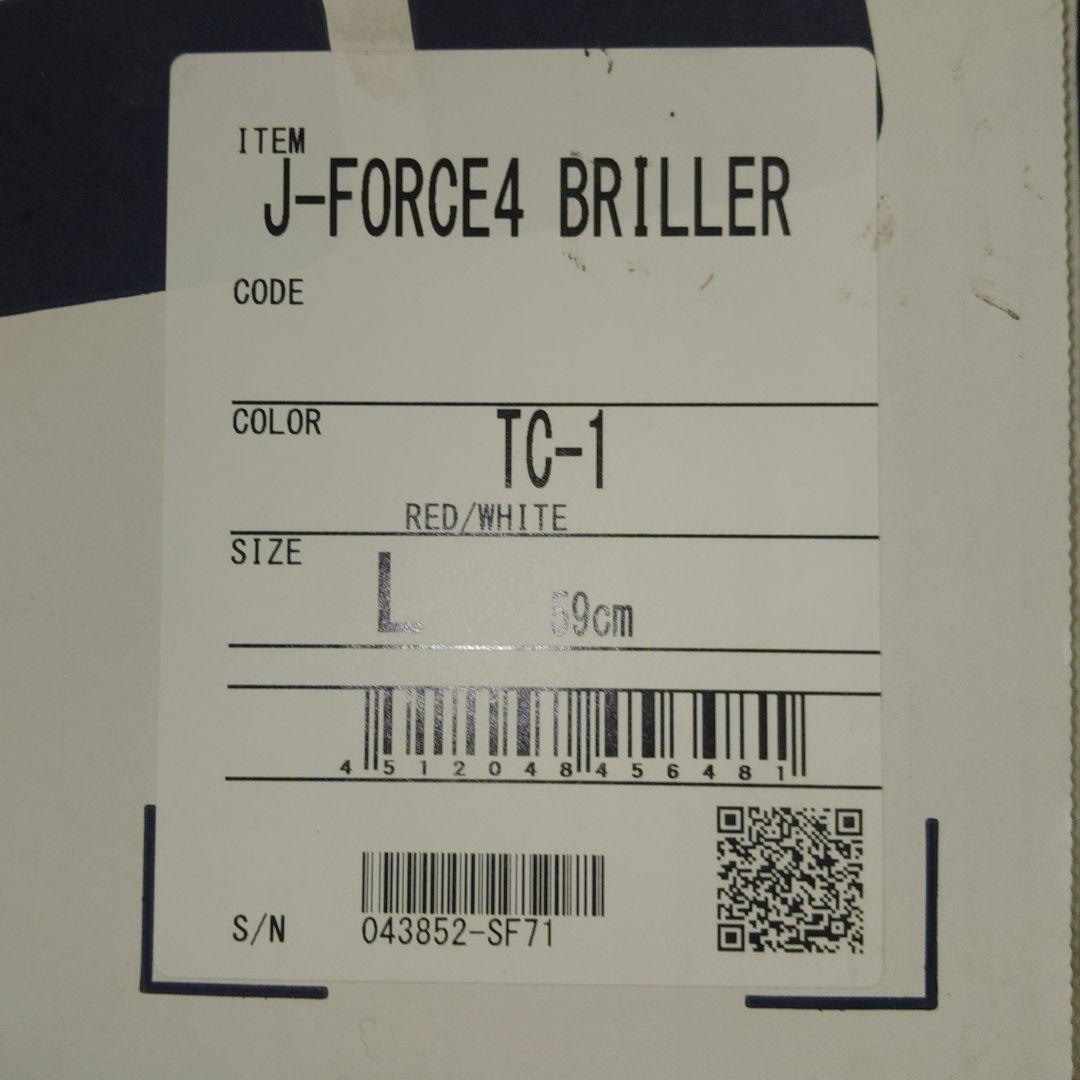 ITEM
J-FORCE4 BRILLER
CODE
COLOR
TC-1
RED/WHITE
SIZE
L 59cm
4 512048 456481
S/N
043852-SF71